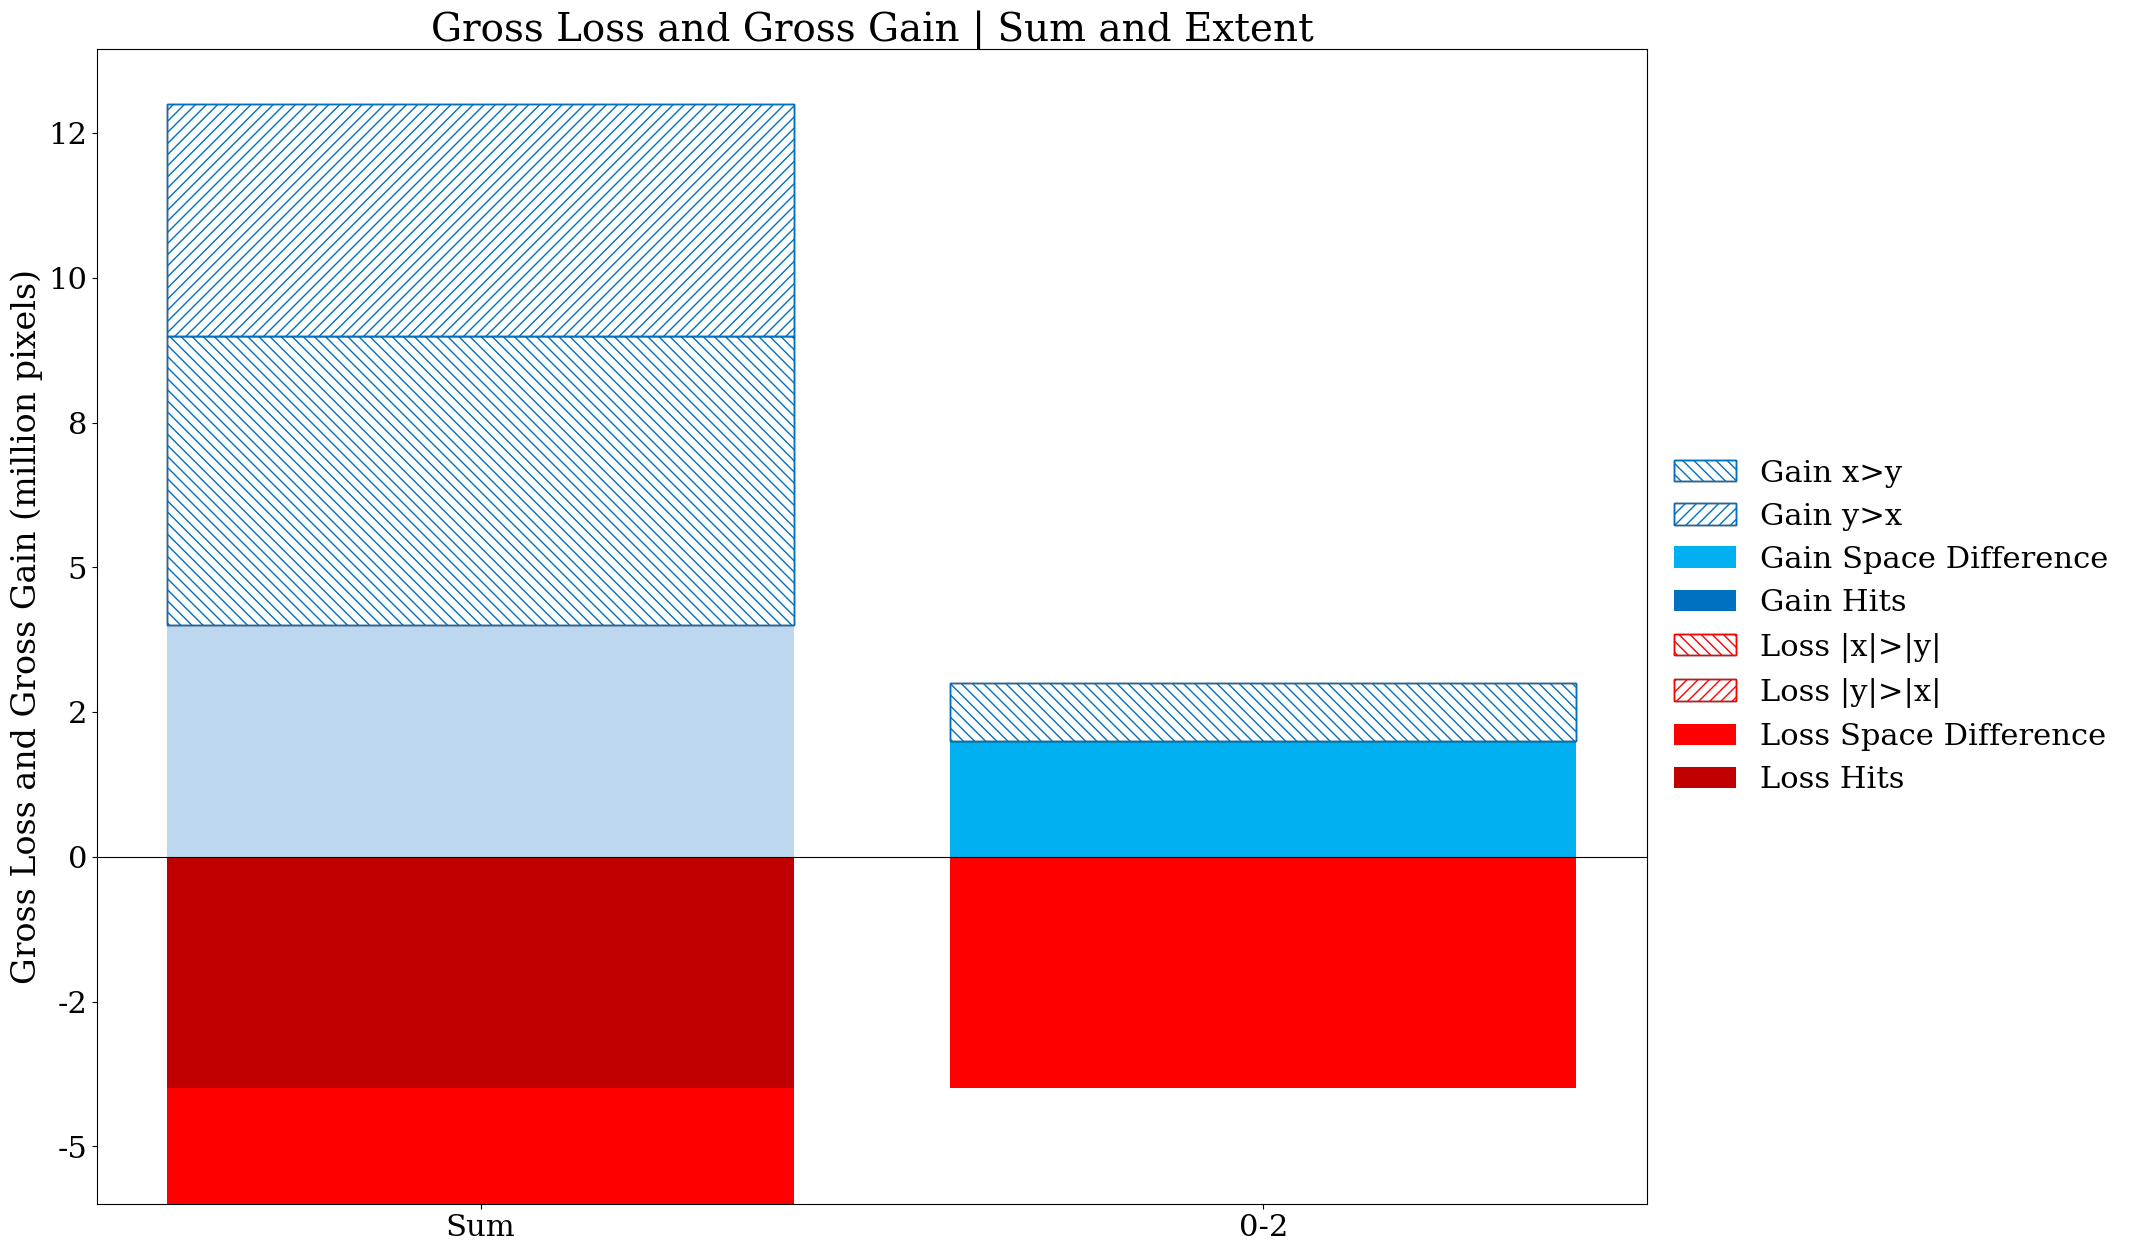 Gross Loss and Gross Gain | Sum and Extent
Gross Loss and Gross Gain (million pixels)
12
10
8
5
2
0
-2
-5
Sum
0-2
Gain x>y
Gain y>x
Gain Space Difference
Gain Hits
Loss |x|>|y|
Loss |y|>|x|
Loss Space Difference
Loss Hits